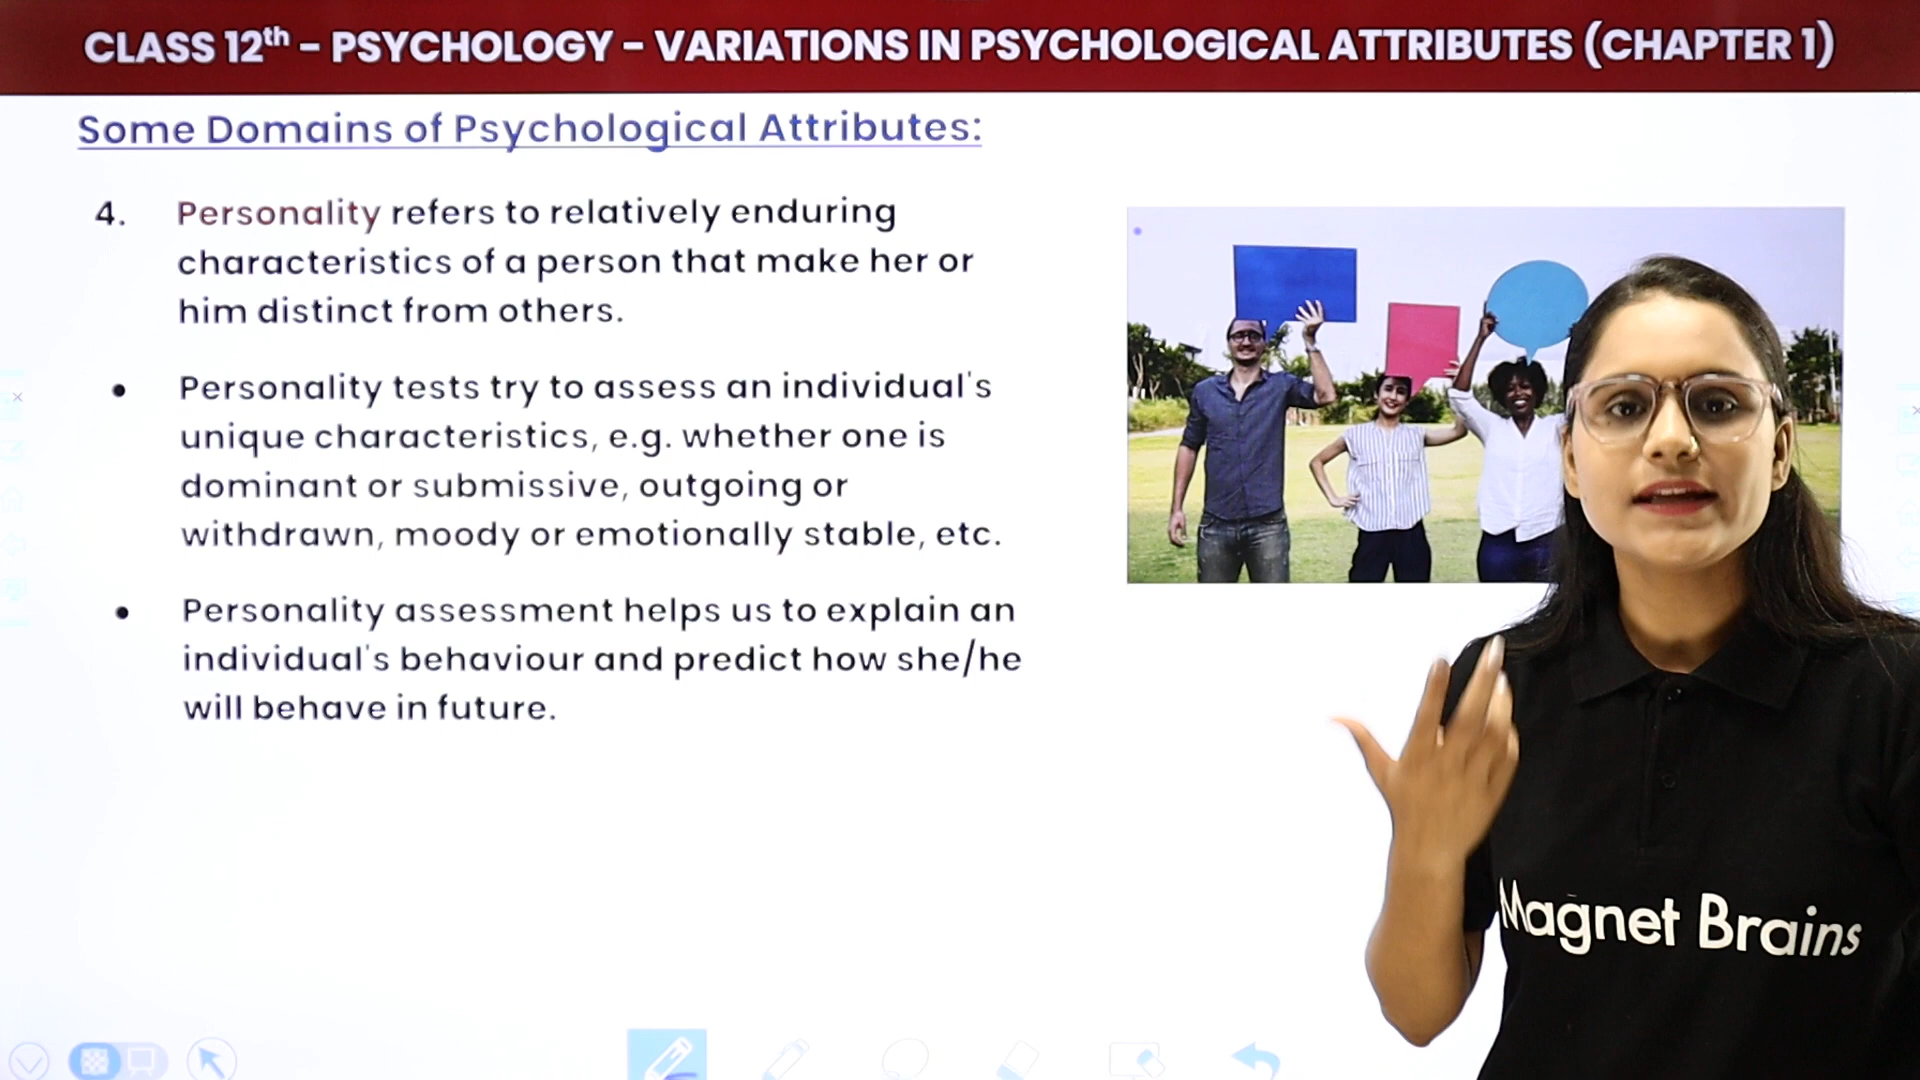 CLASS 12th – PSYCHOLOGY – VARIATIONS IN PSYCHOLOGICAL ATTRIBUTES (CHAPTER 1)
Some Domains of Psychological Attributes:
4. Personality refers to relatively enduring
characteristics of a person that make her or
him distinct from others.
• Personality tests try to assess an individual's
unique characteristics, e.g. whether one is
dominant or submissive, outgoing or
withdrawn, moody or emotionally stable, etc.
• Personality assessment helps us to explain an
individual's behaviour and predict how she/he
will behave in future.
Magnet Brains